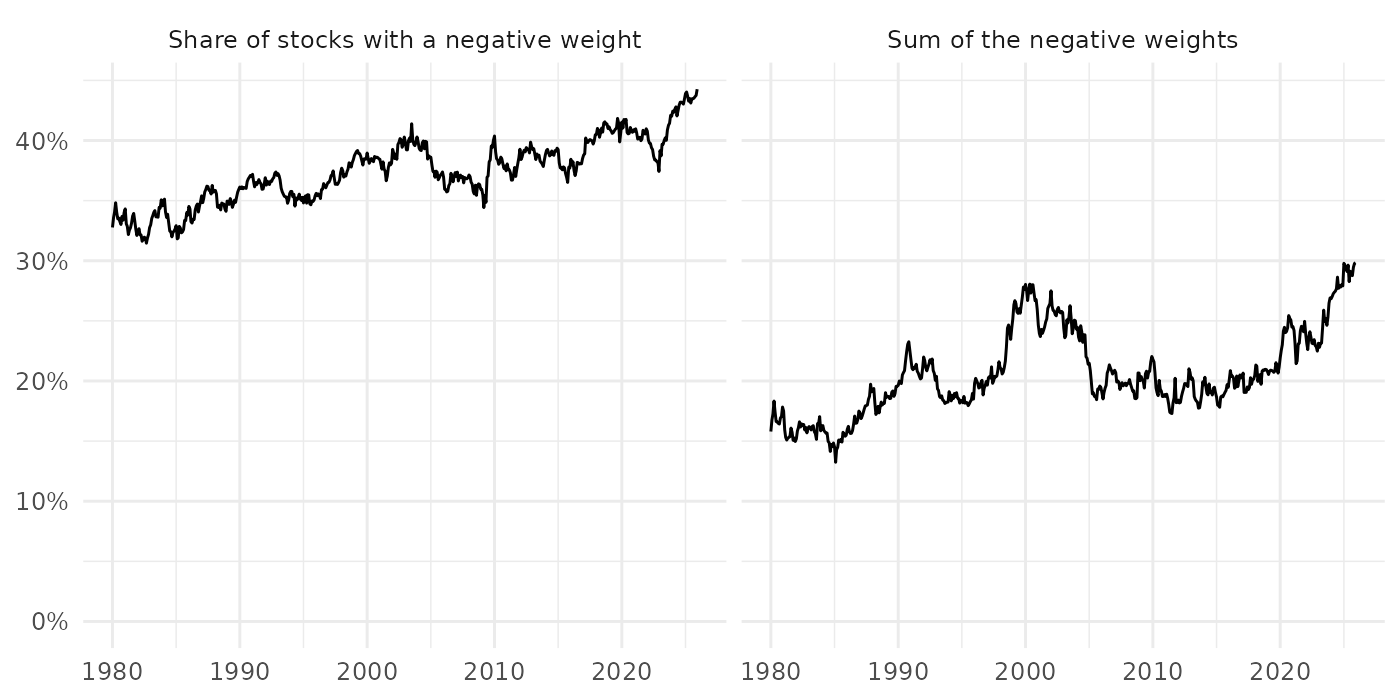 Share of stocks with a negative weight
Sum of the negative weights
40%
30%
20%
10%
0%
1980 1990 2000 2010 2020
1980 1990 2000 2010 2020